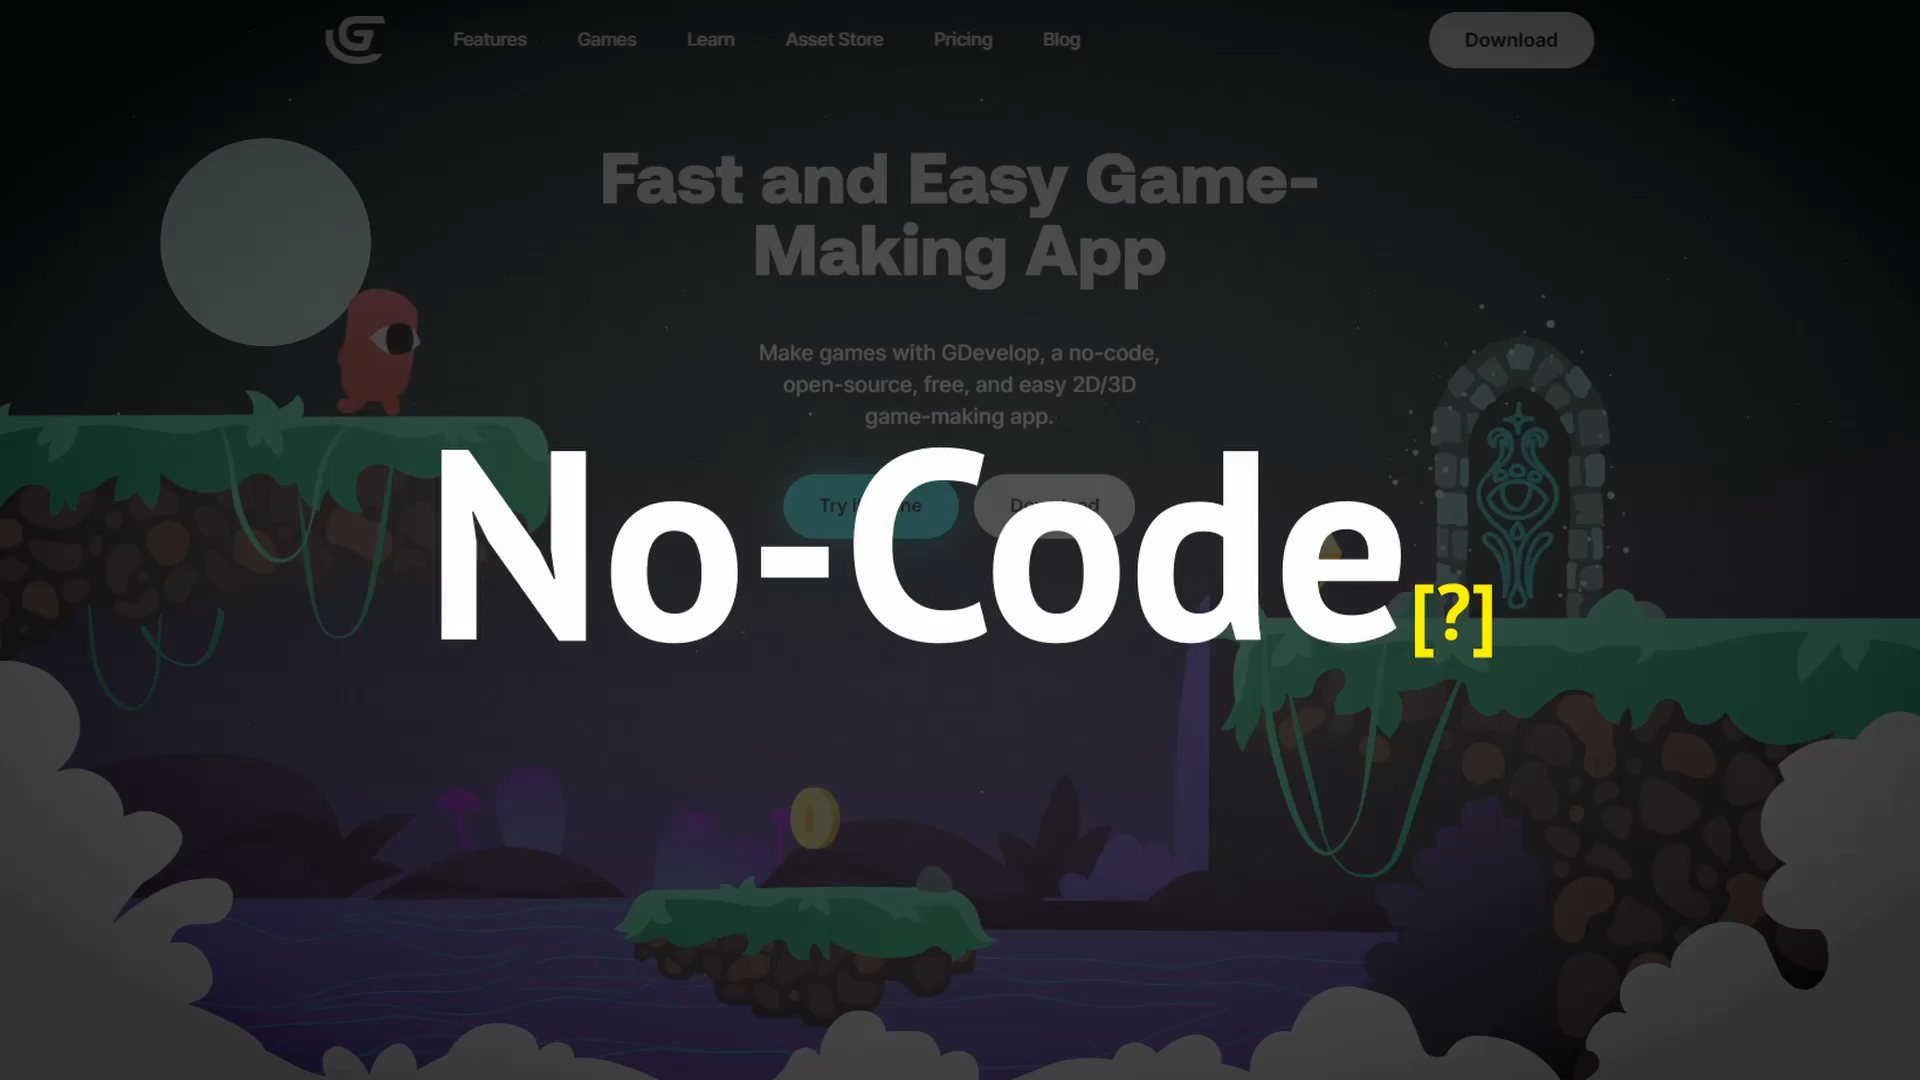 Features Games Learn Asset Store Pricing Blog Download
Fast and Easy Game-
Making App
Make games with GDevelop, a no-code,
open-source, free, and easy 2D/3D
game-making app.
No-Code[?]